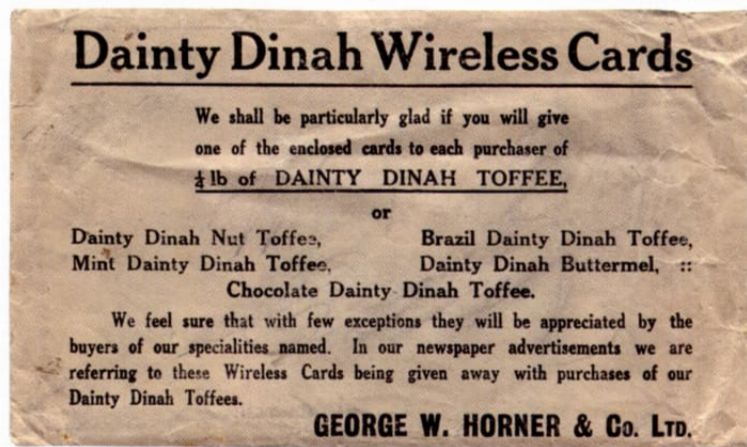 Dainty Dinah Wireless Cards
We shall be particularly glad if you will give
one of the enclosed cards to each purchaser of
¼ lb of DAINTY DINAH TOFFEE,
or
Dainty Dinah Nut Toffee, Brazil Dainty Dinah Toffee,
Mint Dainty Dinah Toffee, Dainty Dinah Buttermel, ::
Chocolate Dainty Dinah Toffee.
We feel sure that with few exceptions they will be appreciated by the
buyers of our specialities named. In our newspaper advertisements we are
referring to these Wireless Cards being given away with purchases of our
Dainty Dinah Toffees.
GEORGE W. HORNER & Co. LTD.